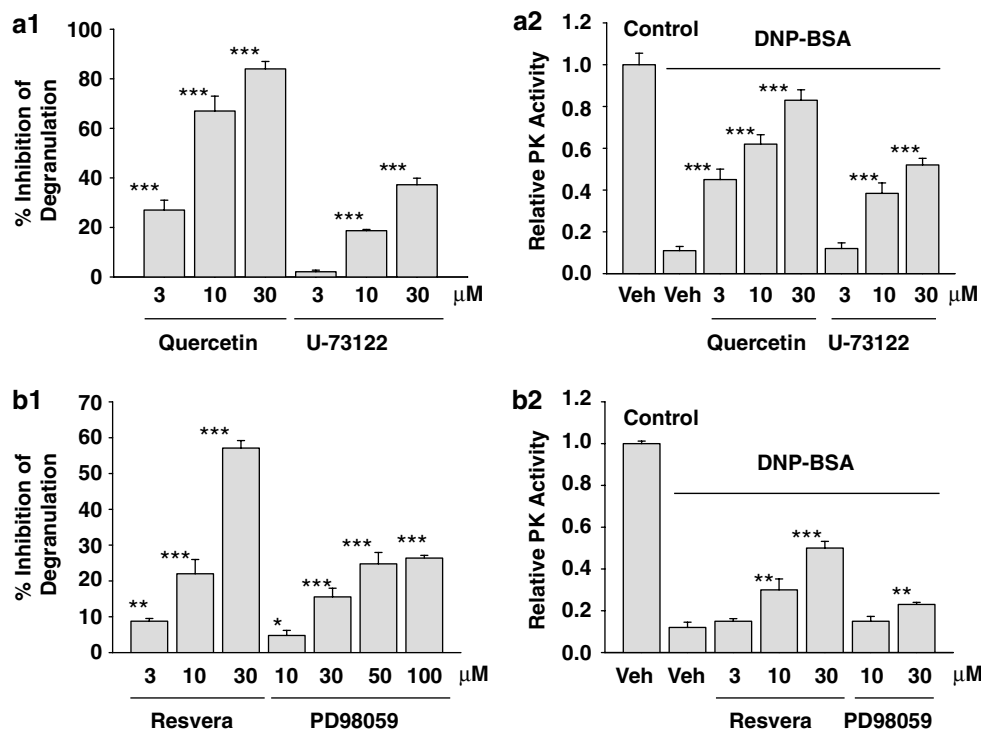 a1
% Inhibition of
Degranulation
100
80
60
40
20
0
***
***
***
***
***
3 10 30 3 10 30 μM
Quercetin U-73122
a2
Relative PK Activity
1.2
1.0
0.8
0.6
0.4
0.2
0.0
Control
DNP-BSA
***
***
***
***
***
Veh Veh 3 10 30 3 10 30 μM
Quercetin U-73122
b1
% Inhibition of
Degranulation
70
60
50
40
30
20
10
0
**
***
***
*
***
***
***
3 10 30 10 30 50 100 μM
Resvera PD98059
b2
Relative PK Activity
1.2
1.0
0.8
0.6
0.4
0.2
0.0
Control
DNP-BSA
**
***
**
Veh Veh 3 10 30 10 30 μM
Resvera PD98059